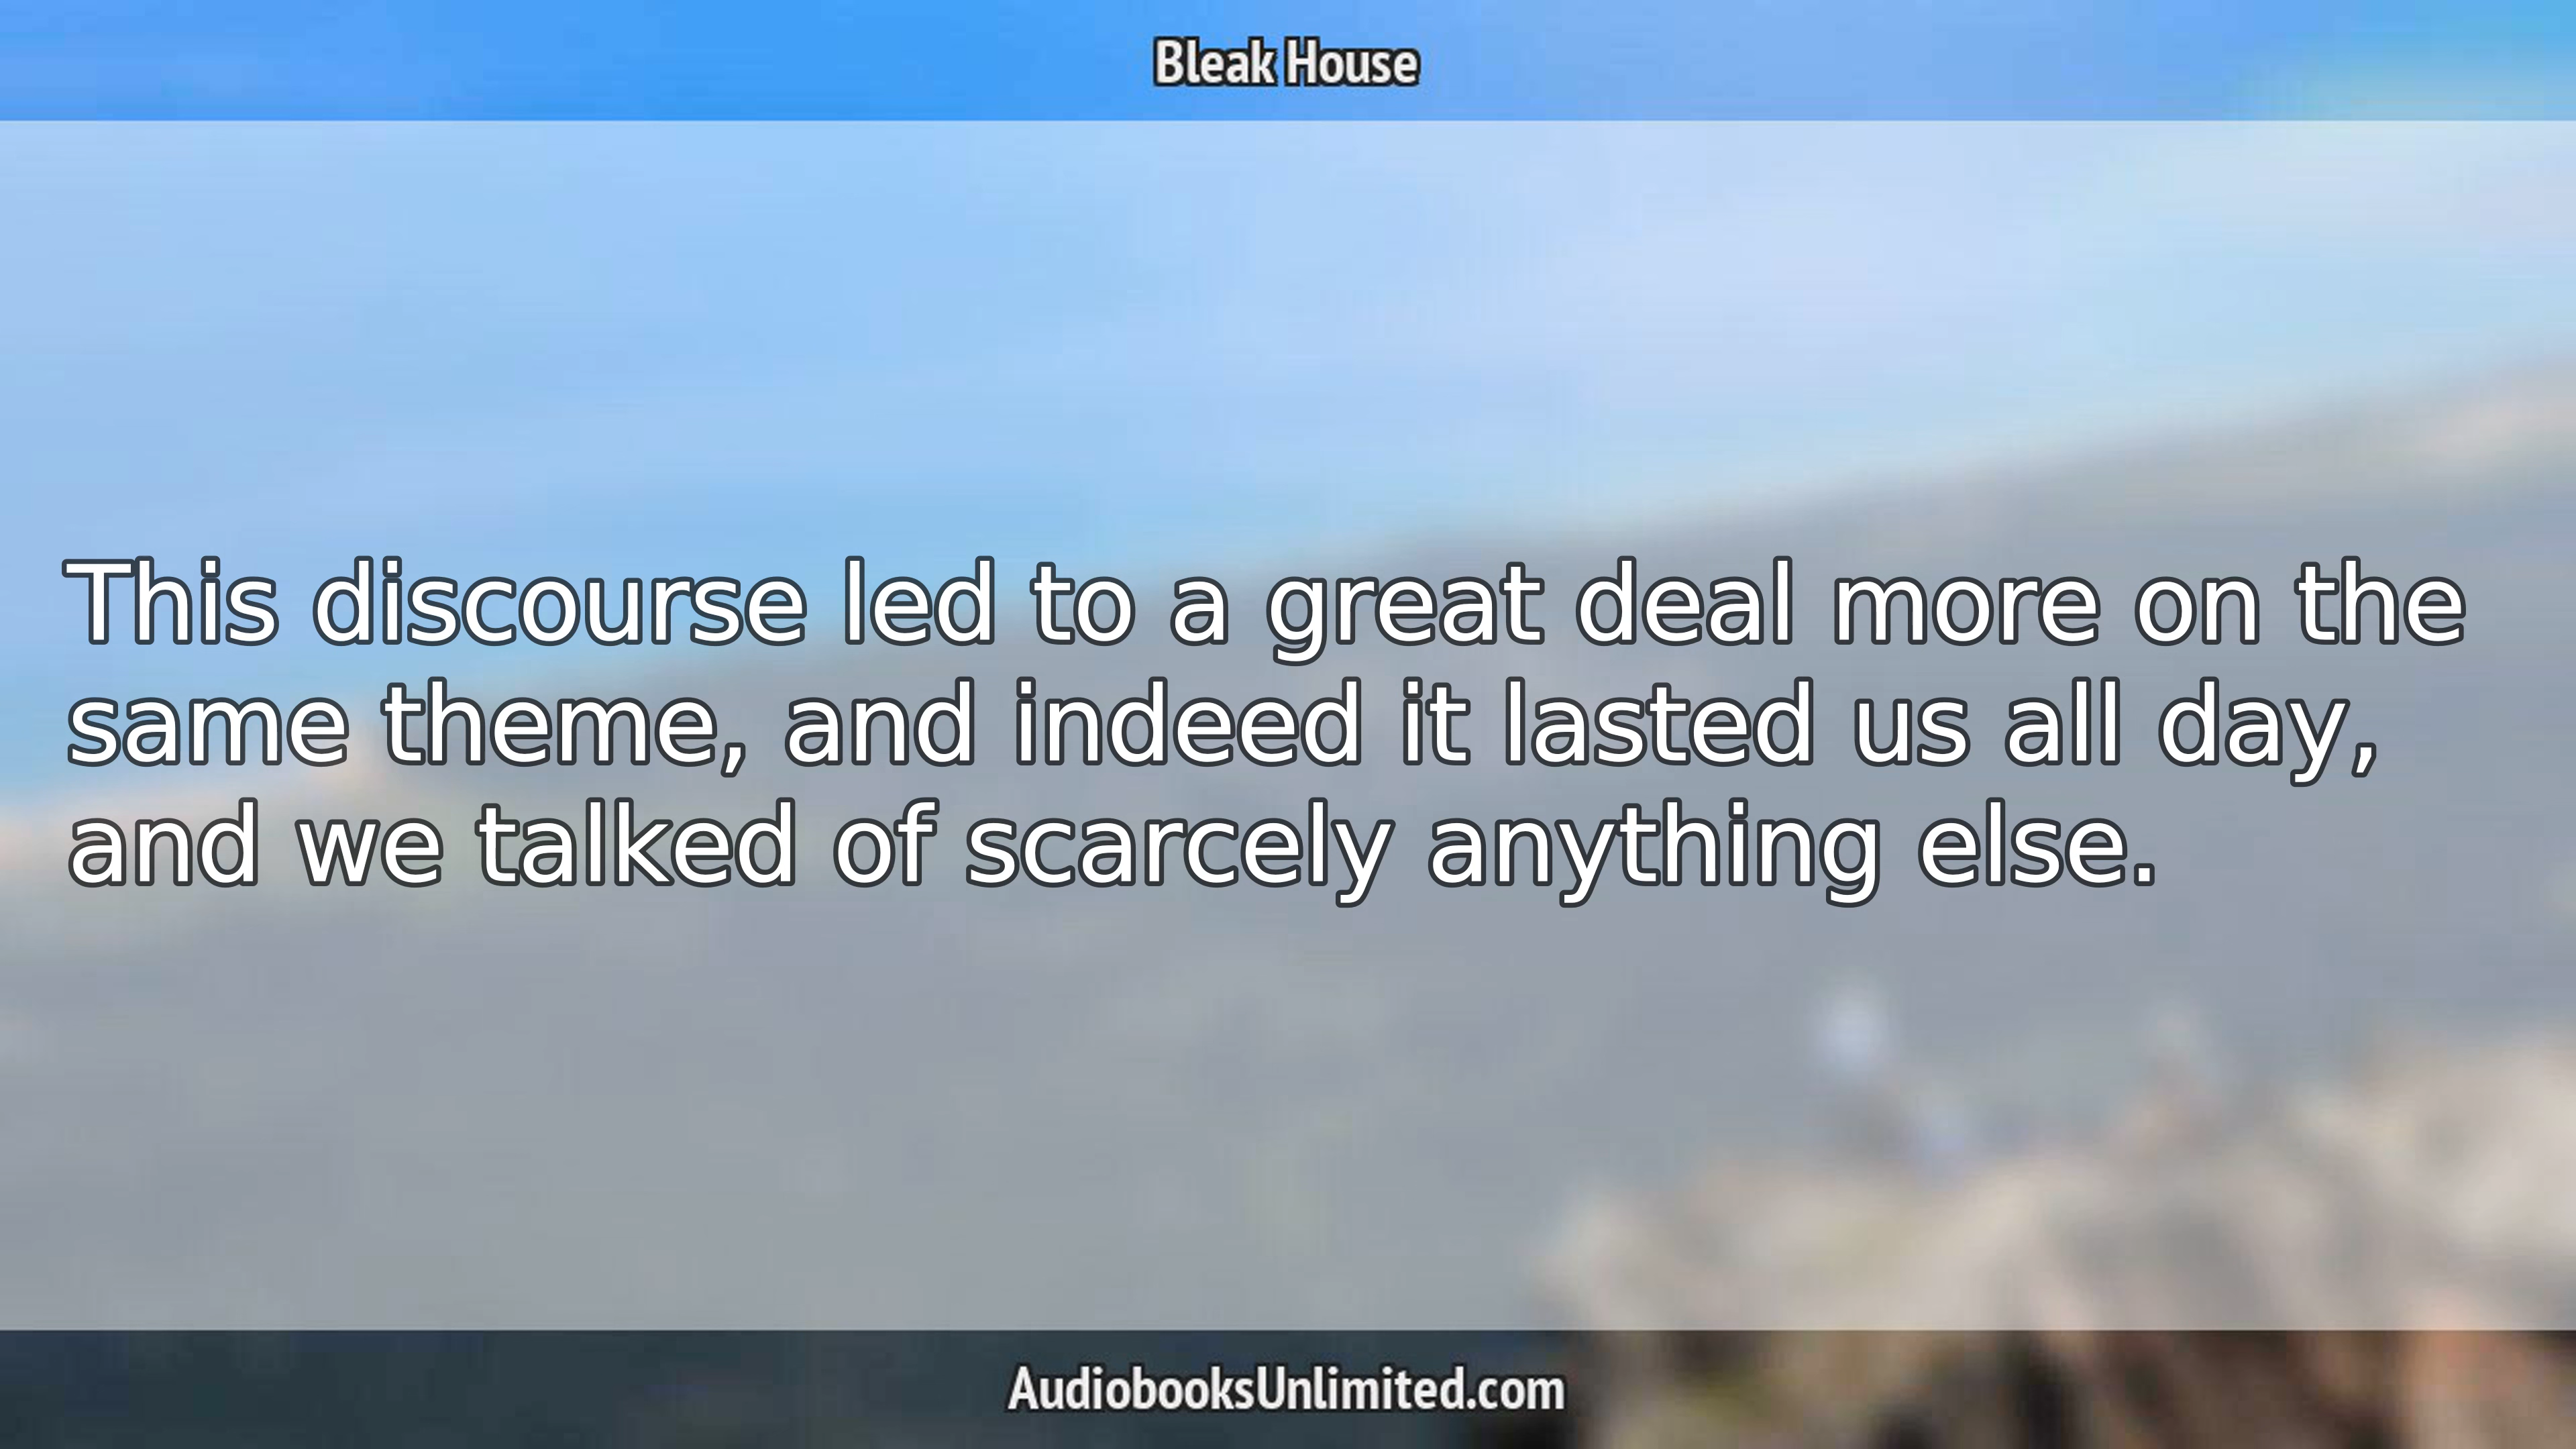 Bleak House
This discourse led to a great deal more on the
same theme, and indeed it lasted us all day,
and we talked of scarcely anything else.
AudiobooksUnlimited.com